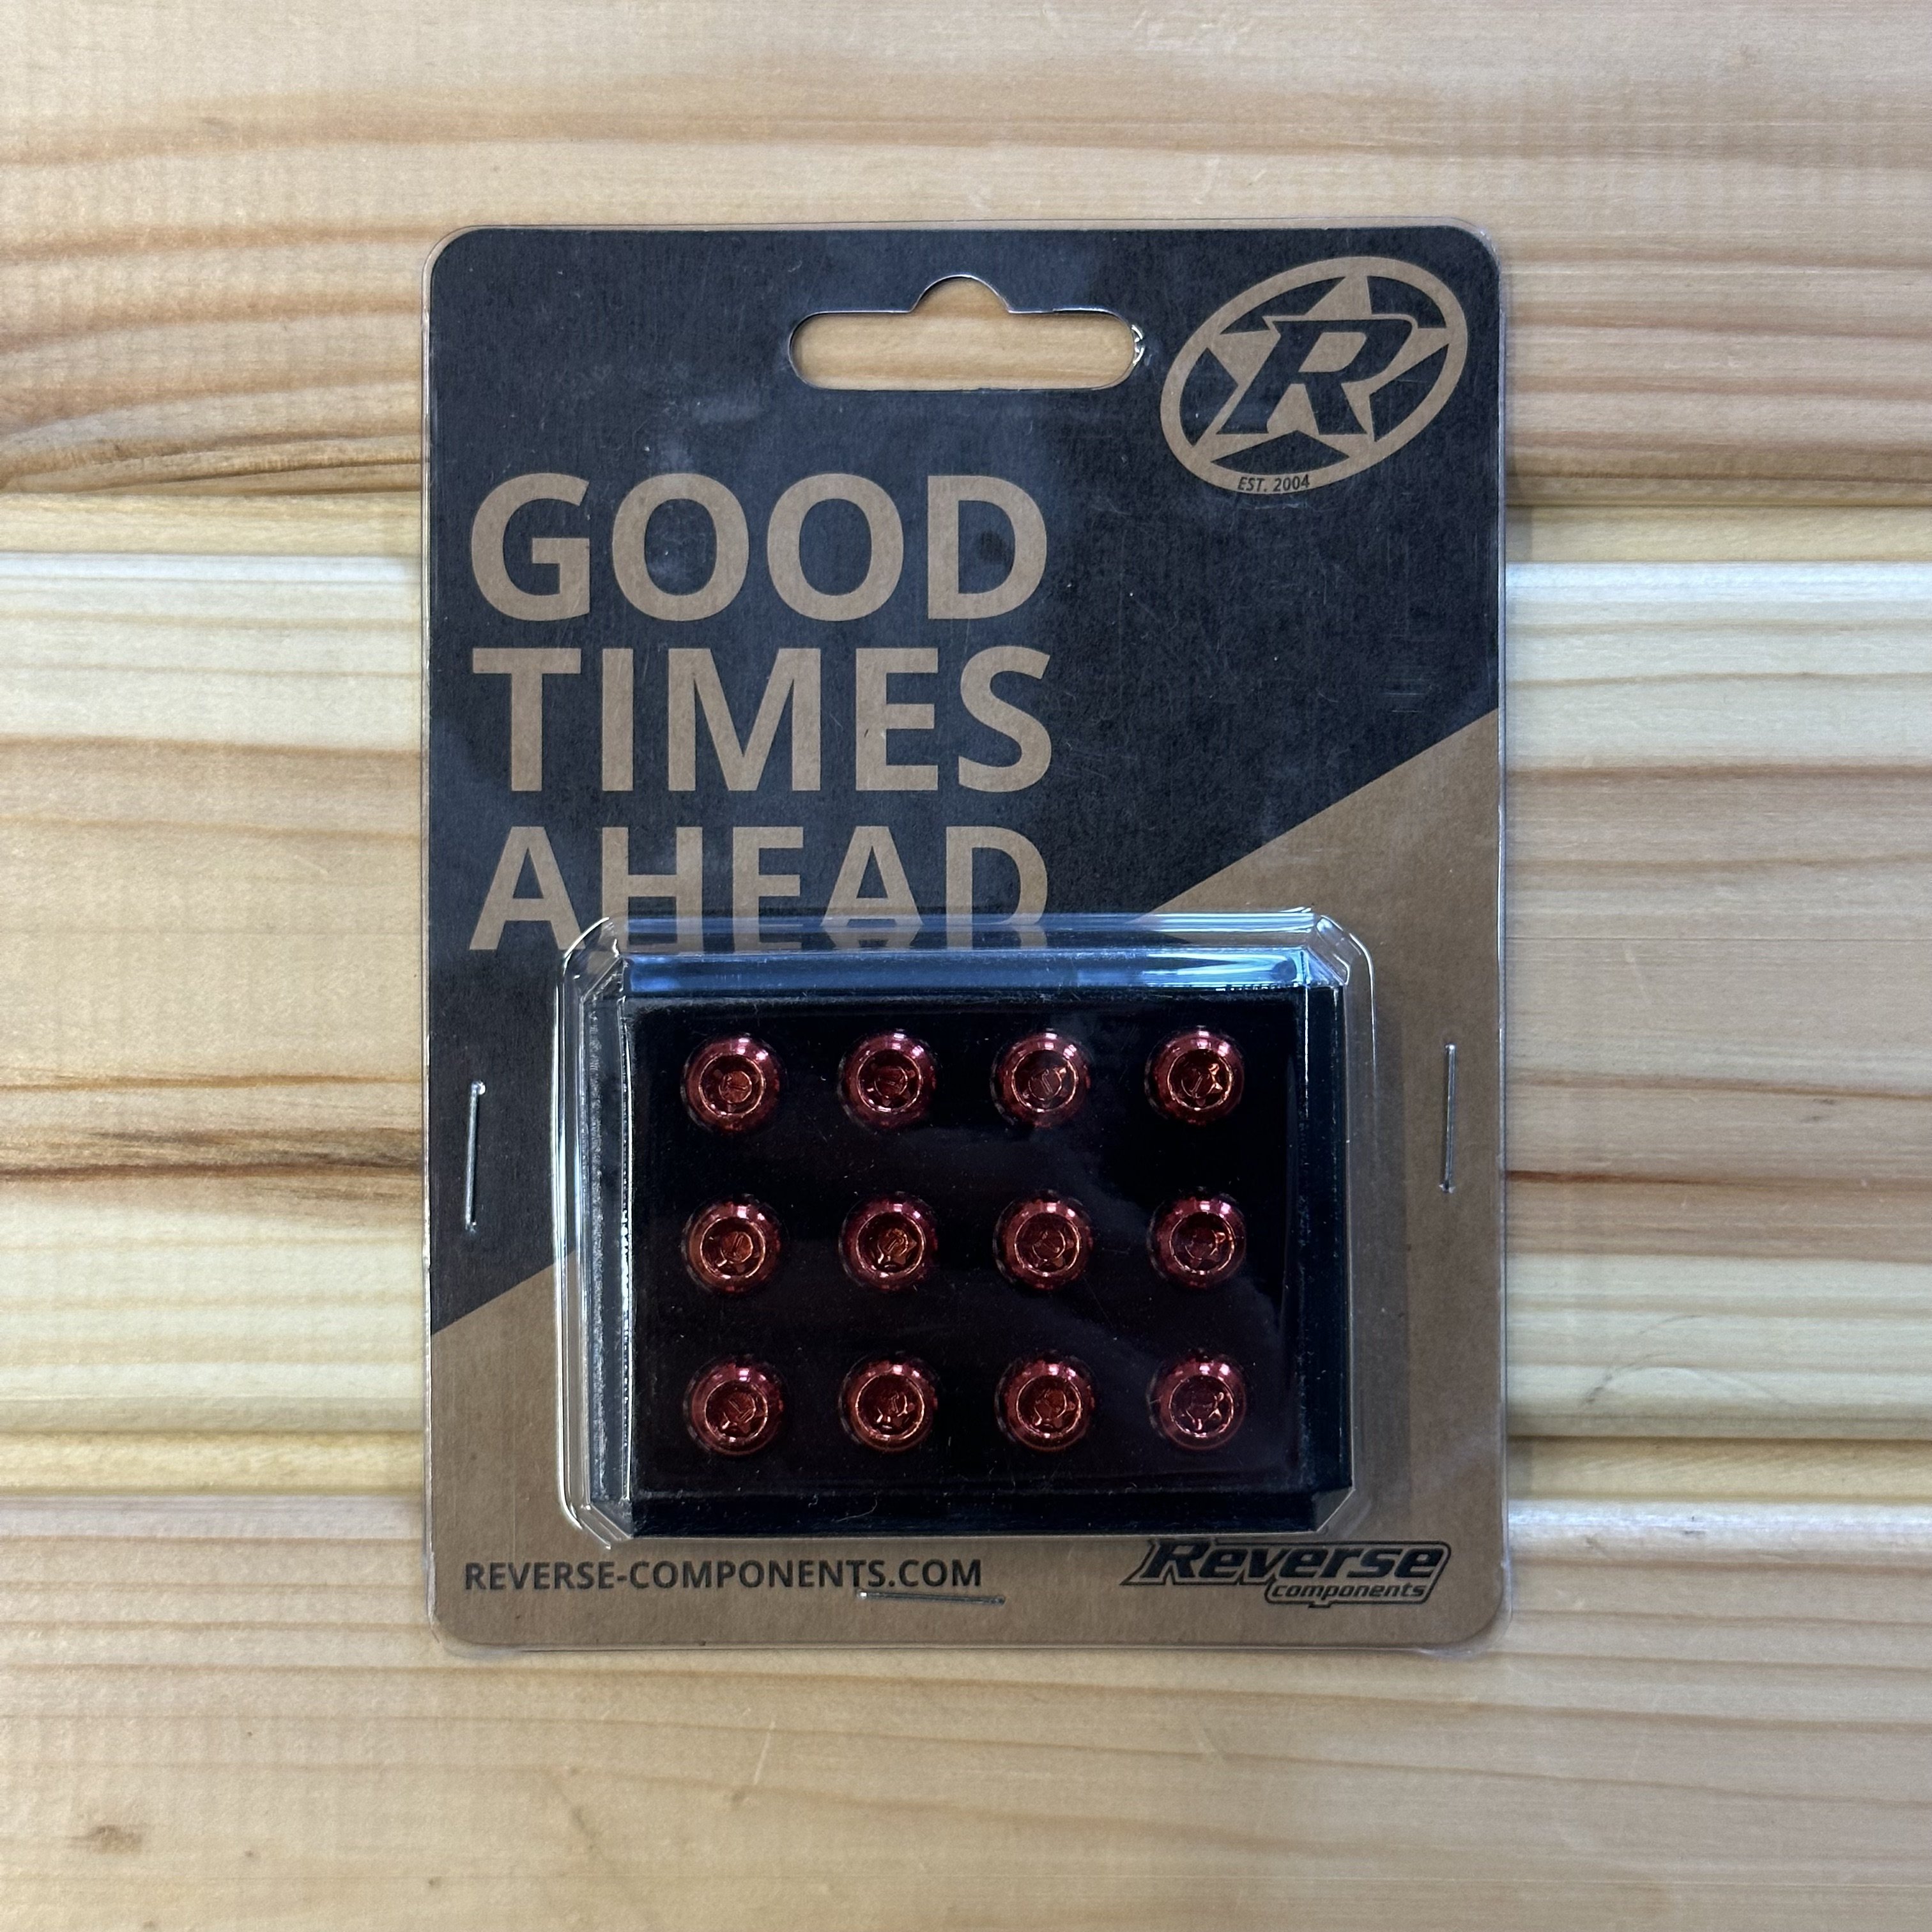 R
EST. 2004
GOOD
TIMES
AHEAD
REVERSE-COMPONENTS.COM
Reverse
components